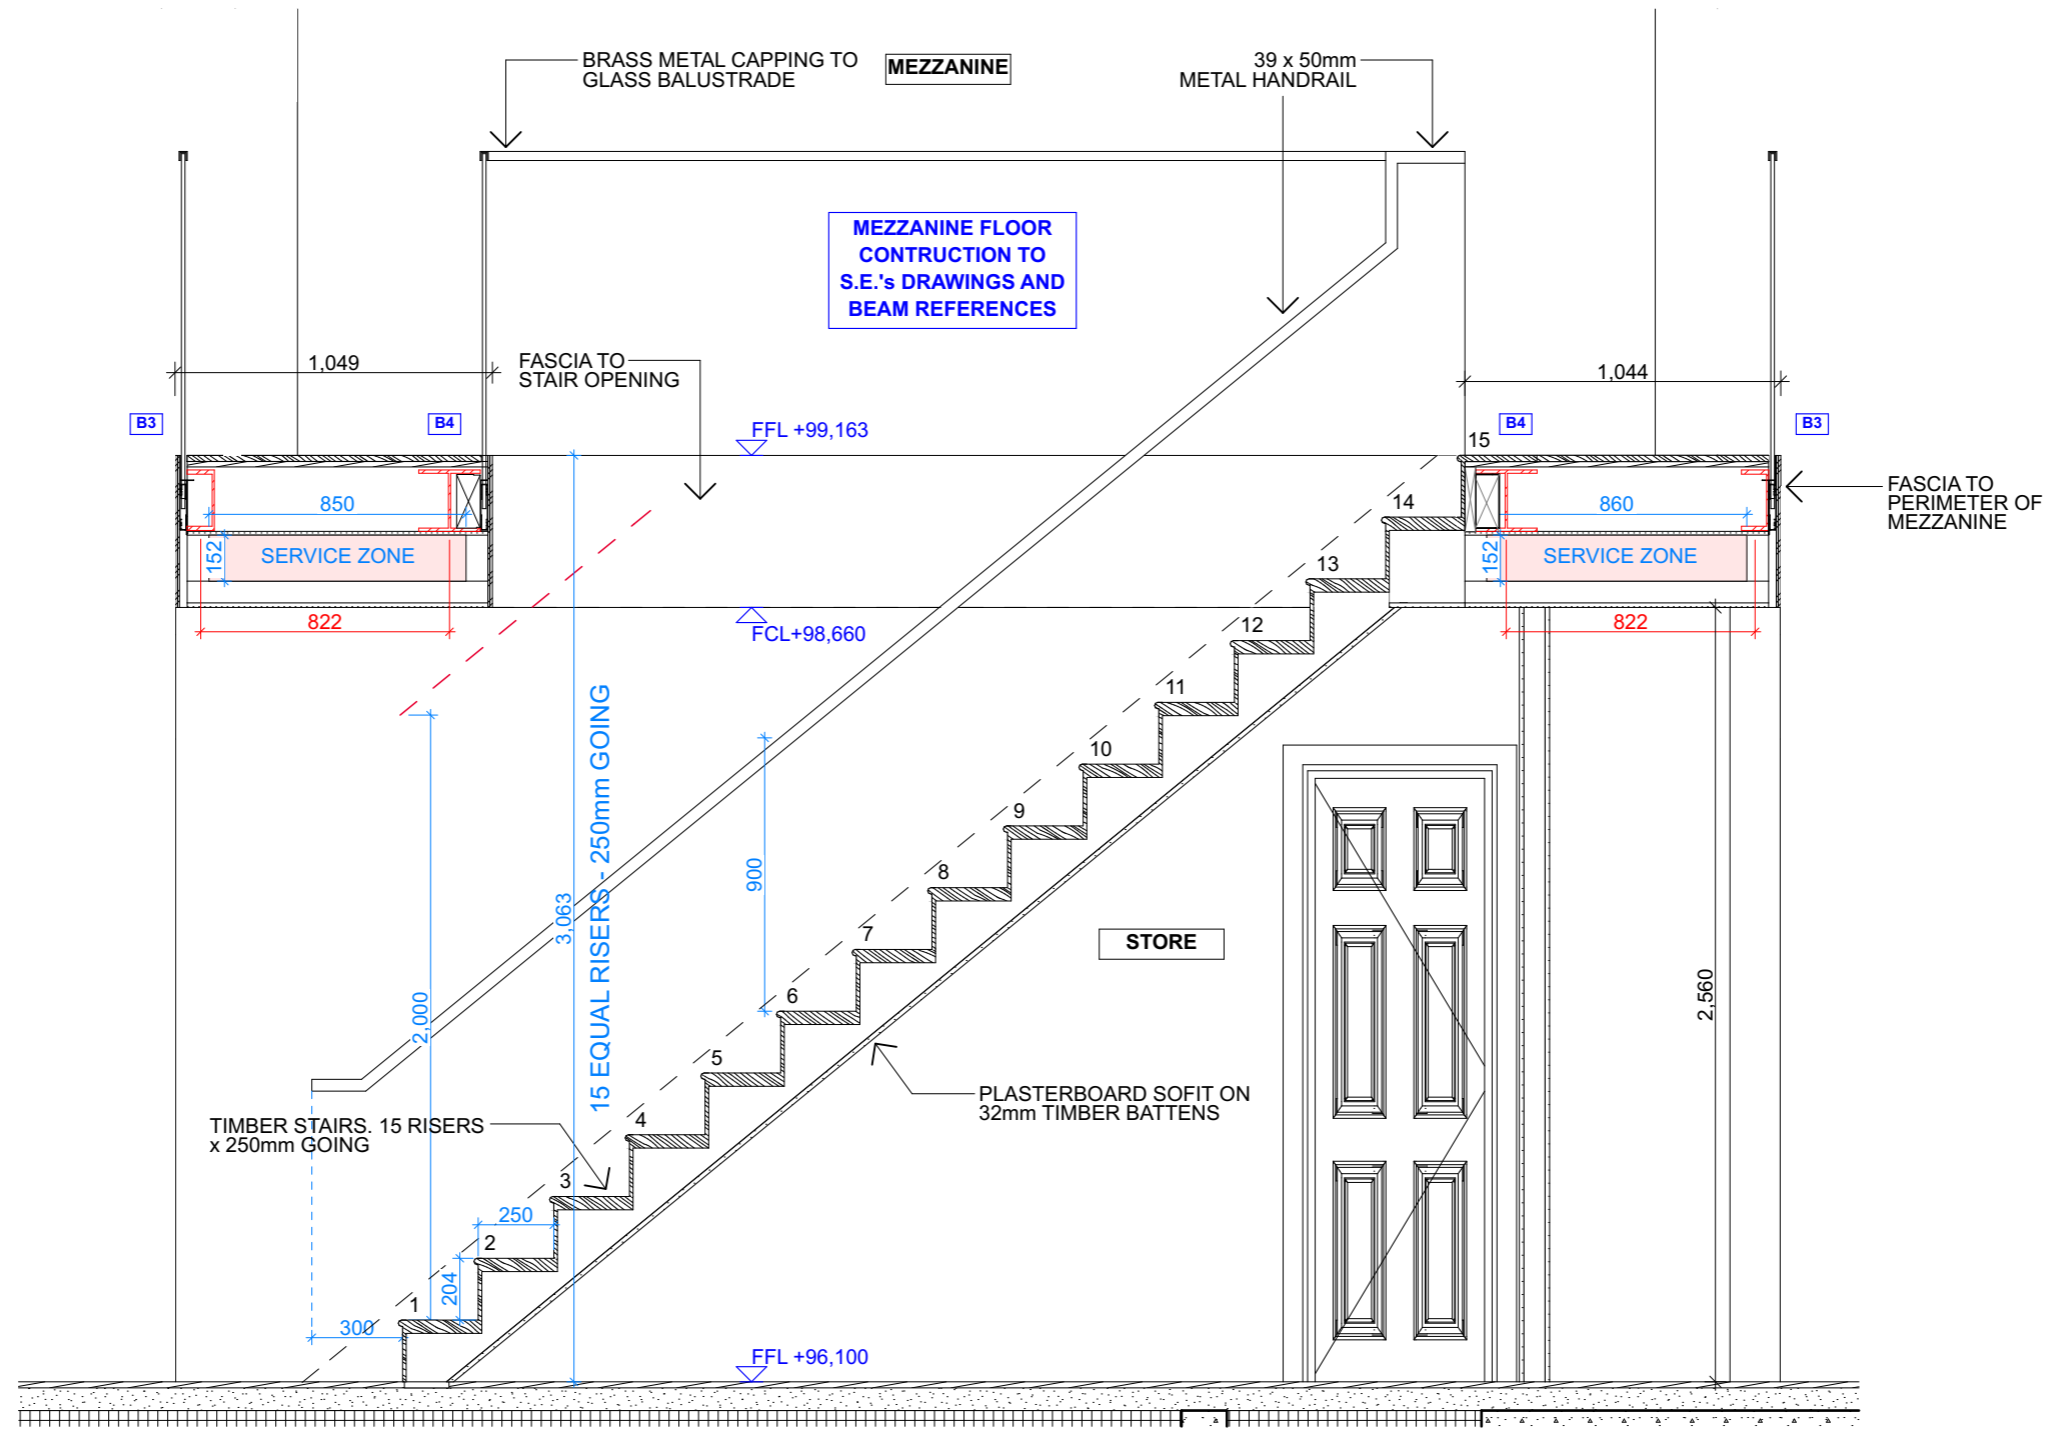 BRASS METAL CAPPING TO
GLASS BALUSTRADE
MEZZANINE
39 x 50mm
METAL HANDRAIL
MEZZANINE FLOOR
CONTRUCTION TO
S.E.'s DRAWINGS AND
BEAM REFERENCES
1,049
FASCIA TO
STAIR OPENING
1,044
B3
B4
FFL +99,163
15
B4
B3
850
14
860
FASCIA TO
PERIMETER OF
MEZZANINE
152
SERVICE ZONE
152
SERVICE ZONE
13
822
FCL+98,660
12
822
11
10
15 EQUAL RISERS - 250mm GOING
9
900
8
3,063
7
STORE
6
2,560
2,000
5
PLASTERBOARD SOFIT ON
32mm TIMBER BATTENS
TIMBER STAIRS. 15 RISERS
x 250mm GOING
4
3
250
2
204
1
300
FFL +96,100